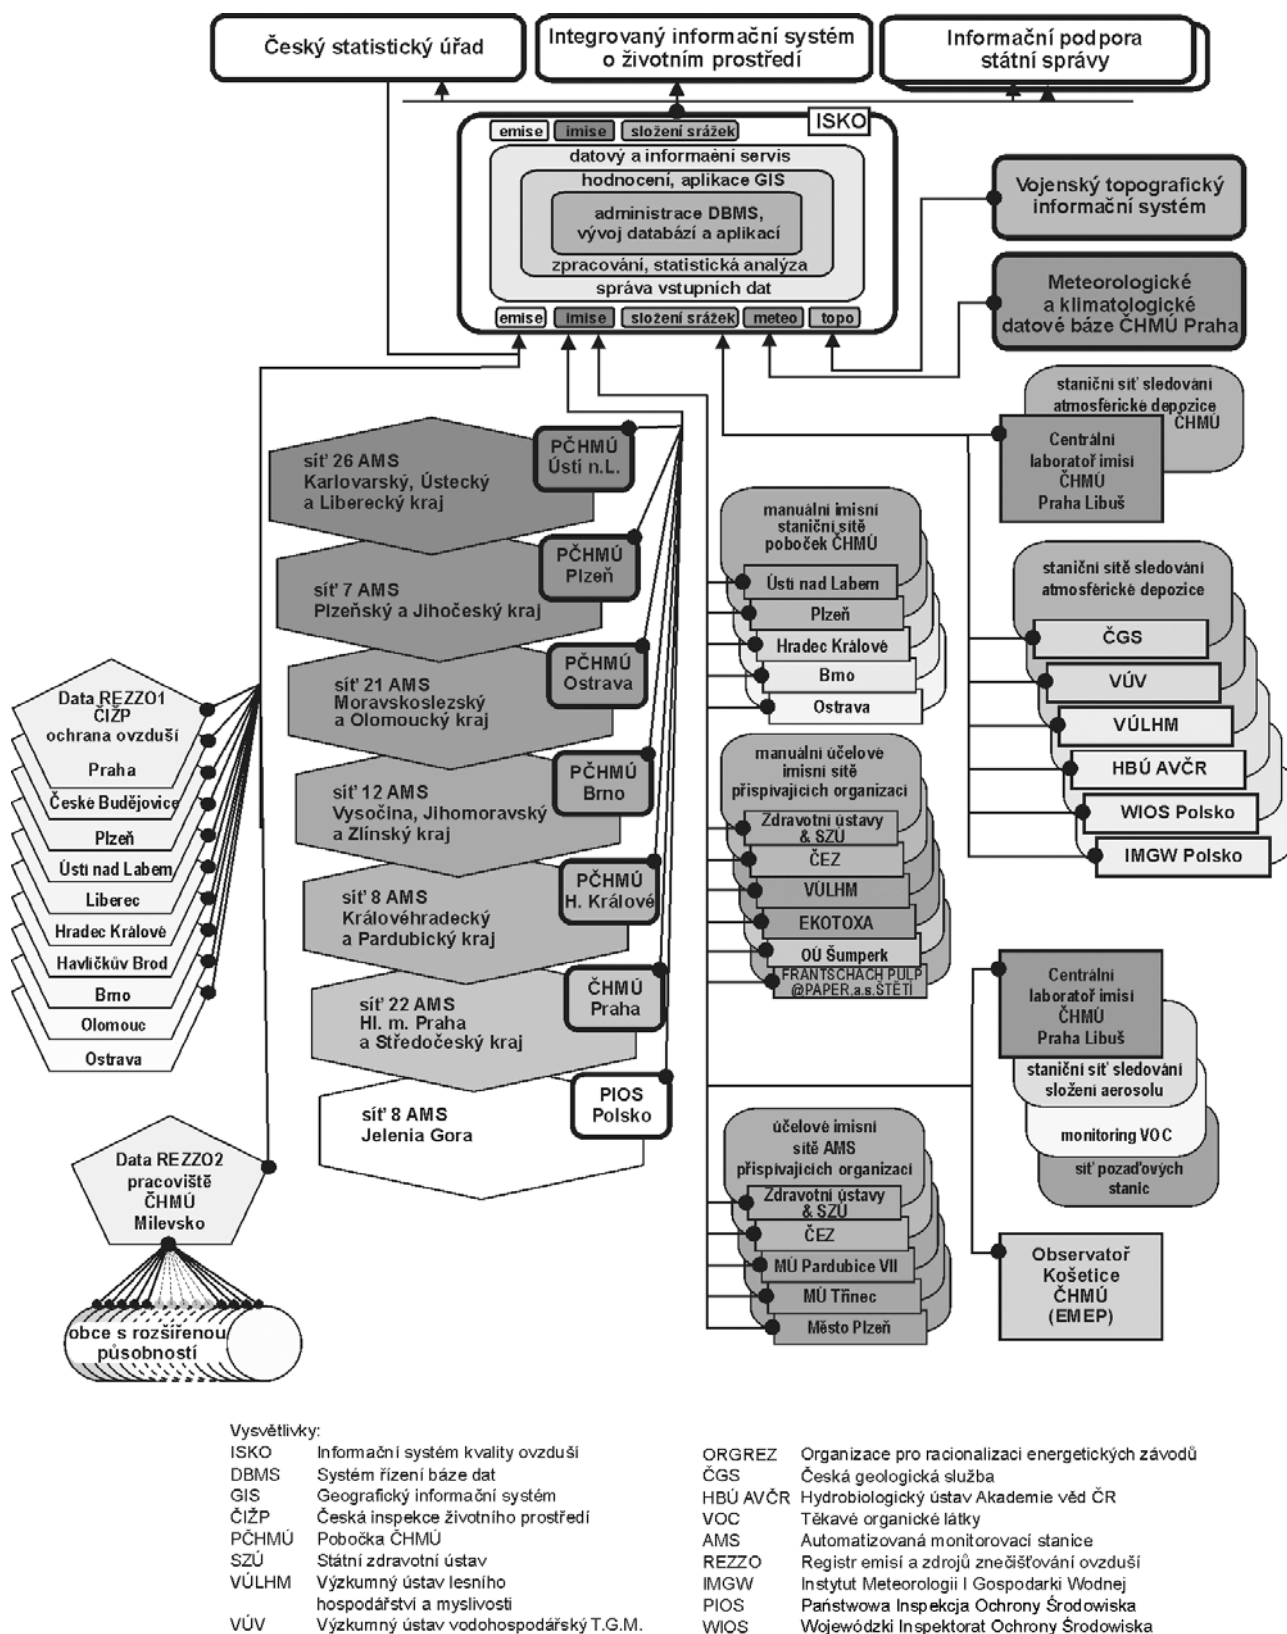 Český statistický úřad
Integrovaný informační systém
o životním prostředí
Informační podpora
státní správy
ISKO
emise
imise
složení srážek
datový a informaění servis
hodnocení, aplikace GIS
administrace DBMS,
vývoj databází a aplikací
zpracování, statistická analýza
správa vstupních dat
emise
imise
složení srážek
meteo
topo
Vojenský topografický
informační systém
Meteorologické
a klimatologické
datové báze ČHMÚ Praha
staniční síť sledování
atmosférické depozice
ČHMÚ
Centrální
laboratoř imisí
ČHMÚ
Praha Libuš
síť 26 AMS
Karlovarský, Ústecký
a Liberecký kraj
PČHMÚ
Ústí n.L.
síť 7 AMS
Plzeňský a Jihočeský kraj
PČHMÚ
Plzeň
síť 21 AMS
Moravskoslezský
a Olomoucký kraj
PČHMÚ
Ostrava
síť 12 AMS
Vysočina, Jihomoravský
a Zlínský kraj
PČHMÚ
Brno
síť 8 AMS
Královéhradecký
a Pardubický kraj
PČHMÚ
H. Králové
síť 22 AMS
Hl. m. Praha
a Středočeský kraj
ČHMÚ
Praha
síť 8 AMS
Jelenia Gora
PIOS
Polsko
manuální imisní
staniční sítě
poboček ČHMÚ
Ústí nad Labem
Plzeň
Hradec Králové
Brno
Ostrava
manuální účelové
imisní sítě
přispívajících organizací
Zdravotní ústavy
& SZÚ
ČEZ
VÚLHM
EKOTOXA
OÚ Šumperk
FRANTSCHACH PULP
@PAPER,a.s.ŠTĚTÍ
účelové imisní
sítě AMS
přispívajících organizací
Zdravotní ústavy
& SZÚ
ČEZ
MÚ Pardubice VII
MÚ Třinec
Město Plzeň
staniční sítě sledování
atmosférické depozice
ČGS
VÚV
VÚLHM
HBÚ AVČR
WIOS Polsko
IMGW Polsko
Centrální
laboratoř imisí
ČHMÚ
Praha Libuš
staniční síť sledování
složení aerosolu
monitoring VOC
síť pozaďových
stanic
Observatoř
Košetice
ČHMÚ
(EMEP)
Data REZZO1
ČIŽP
ochrana ovzduší
Praha
České Budějovice
Plzeň
Ústí nad Labem
Liberec
Hradec Králové
Havlíčkův Brod
Brno
Olomouc
Ostrava
Data REZZO2
pracoviště
ČHMÚ
Milevsko
obce s rozšířenou
působností
Vysvětlivky:
ISKO Informační systém kvality ovzduší
DBMS Systém řízení báze dat
GIS Geografický informační systém
ČIŽP Česká inspekce životního prostředí
PČHMÚ Pobočka ČHMÚ
SZÚ Státní zdravotní ústav
VÚLHM Výzkumný ústav lesního
hospodářství a myslivosti
VÚV Výzkumný ústav vodohospodářský T.G.M.
ORGREZ Organizace pro racionalizaci energetických závodů
ČGS Česká geologická služba
HBÚ AVČR Hydrobiologický ústav Akademie věd ČR
VOC Těkavé organické látky
AMS Automatizovaná monitorovací stanice
REZZO Registr emisí a zdrojů znečišťování ovzduší
IMGW Instytut Meteorologii I Gospodarki Wodnej
PIOS Państwowa Inspekcja Ochrony Środowiska
WIOS Wojewódzki Inspektorat Ochrony Środowiska